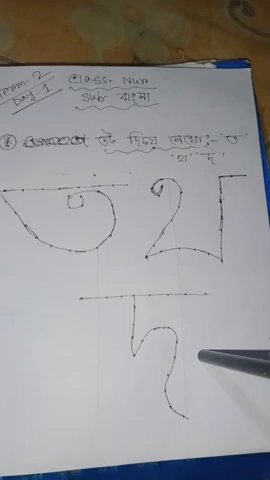 Term-2
Day-1
Class- Nur
Sub বাংলা
ডট দিয়ে লেখো:- 'ত'
'থ' 'দ'
ত থ
দ